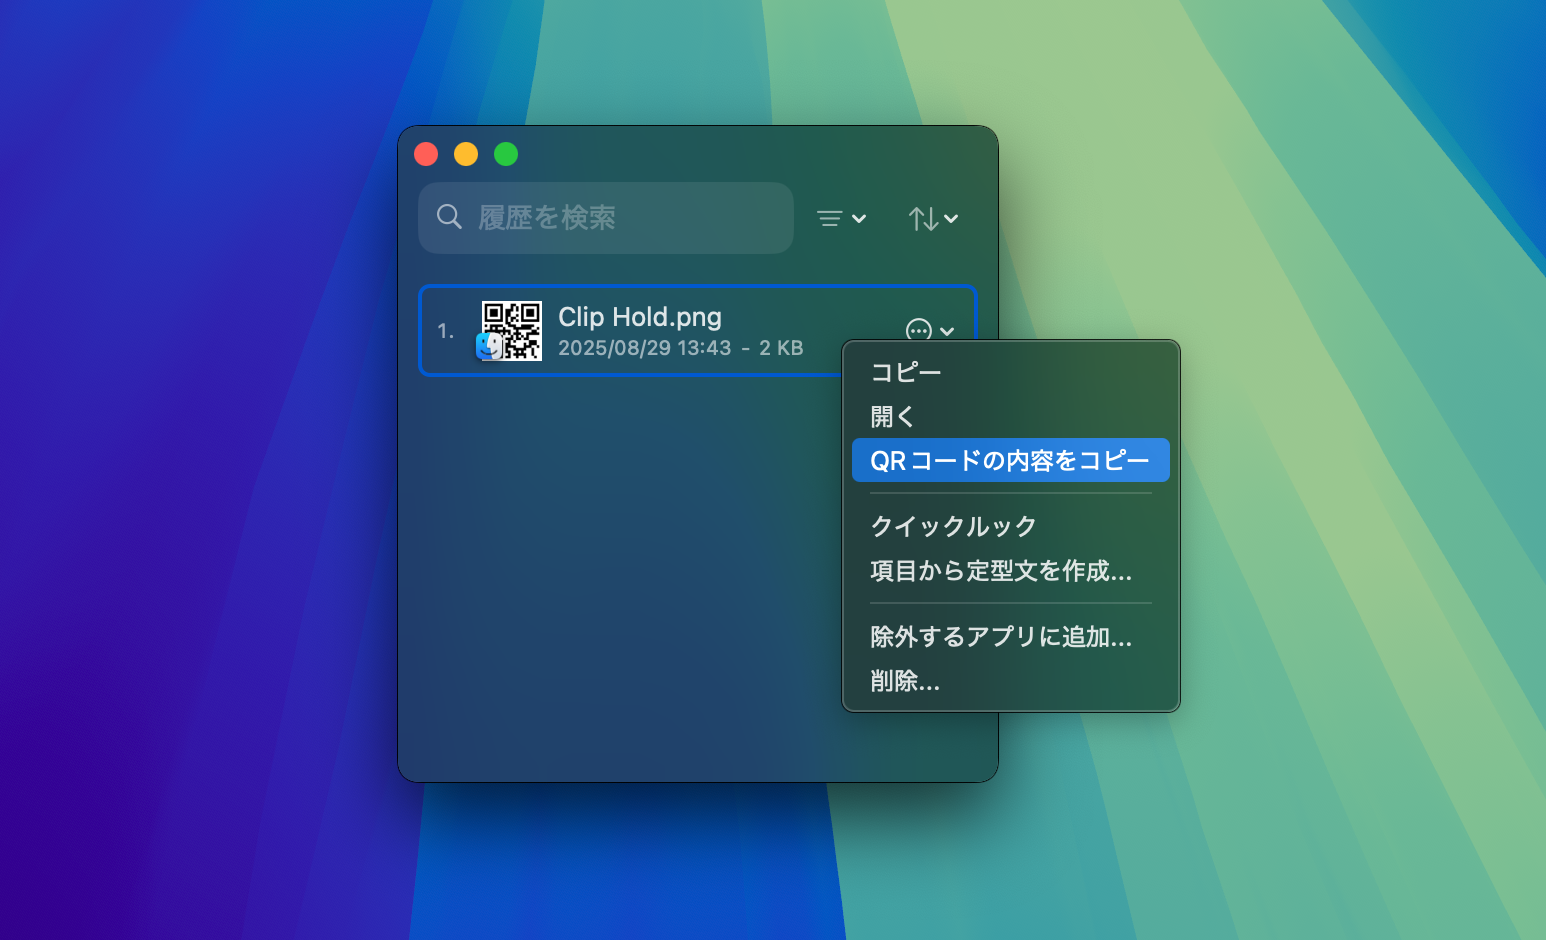 履歴を検索
1.
Clip Hold.png
2025/08/29 13:43 - 2 KB
コピー
開く
QRコードの内容をコピー
クイックルック
項目から定型文を作成...
除外するアプリに追加...
削除...